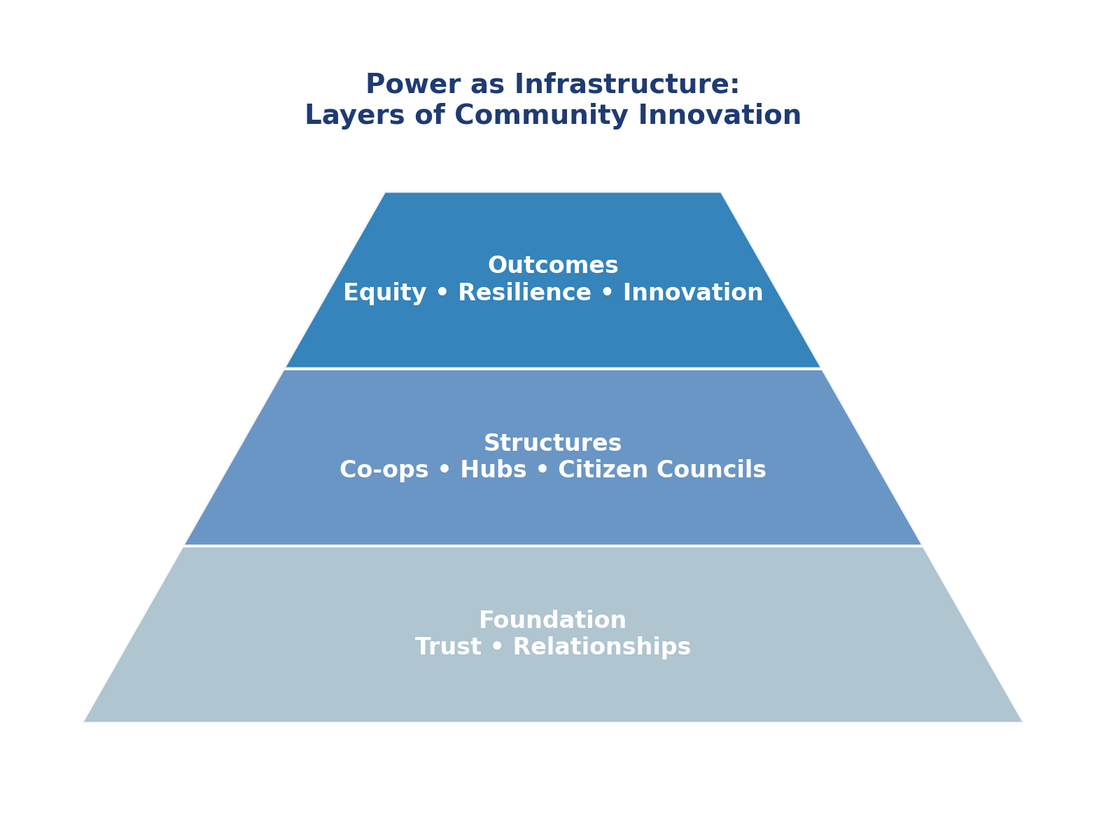 Power as Infrastructure:
Layers of Community Innovation
Outcomes
Equity • Resilience • Innovation
Structures
Co-ops • Hubs • Citizen Councils
Foundation
Trust • Relationships